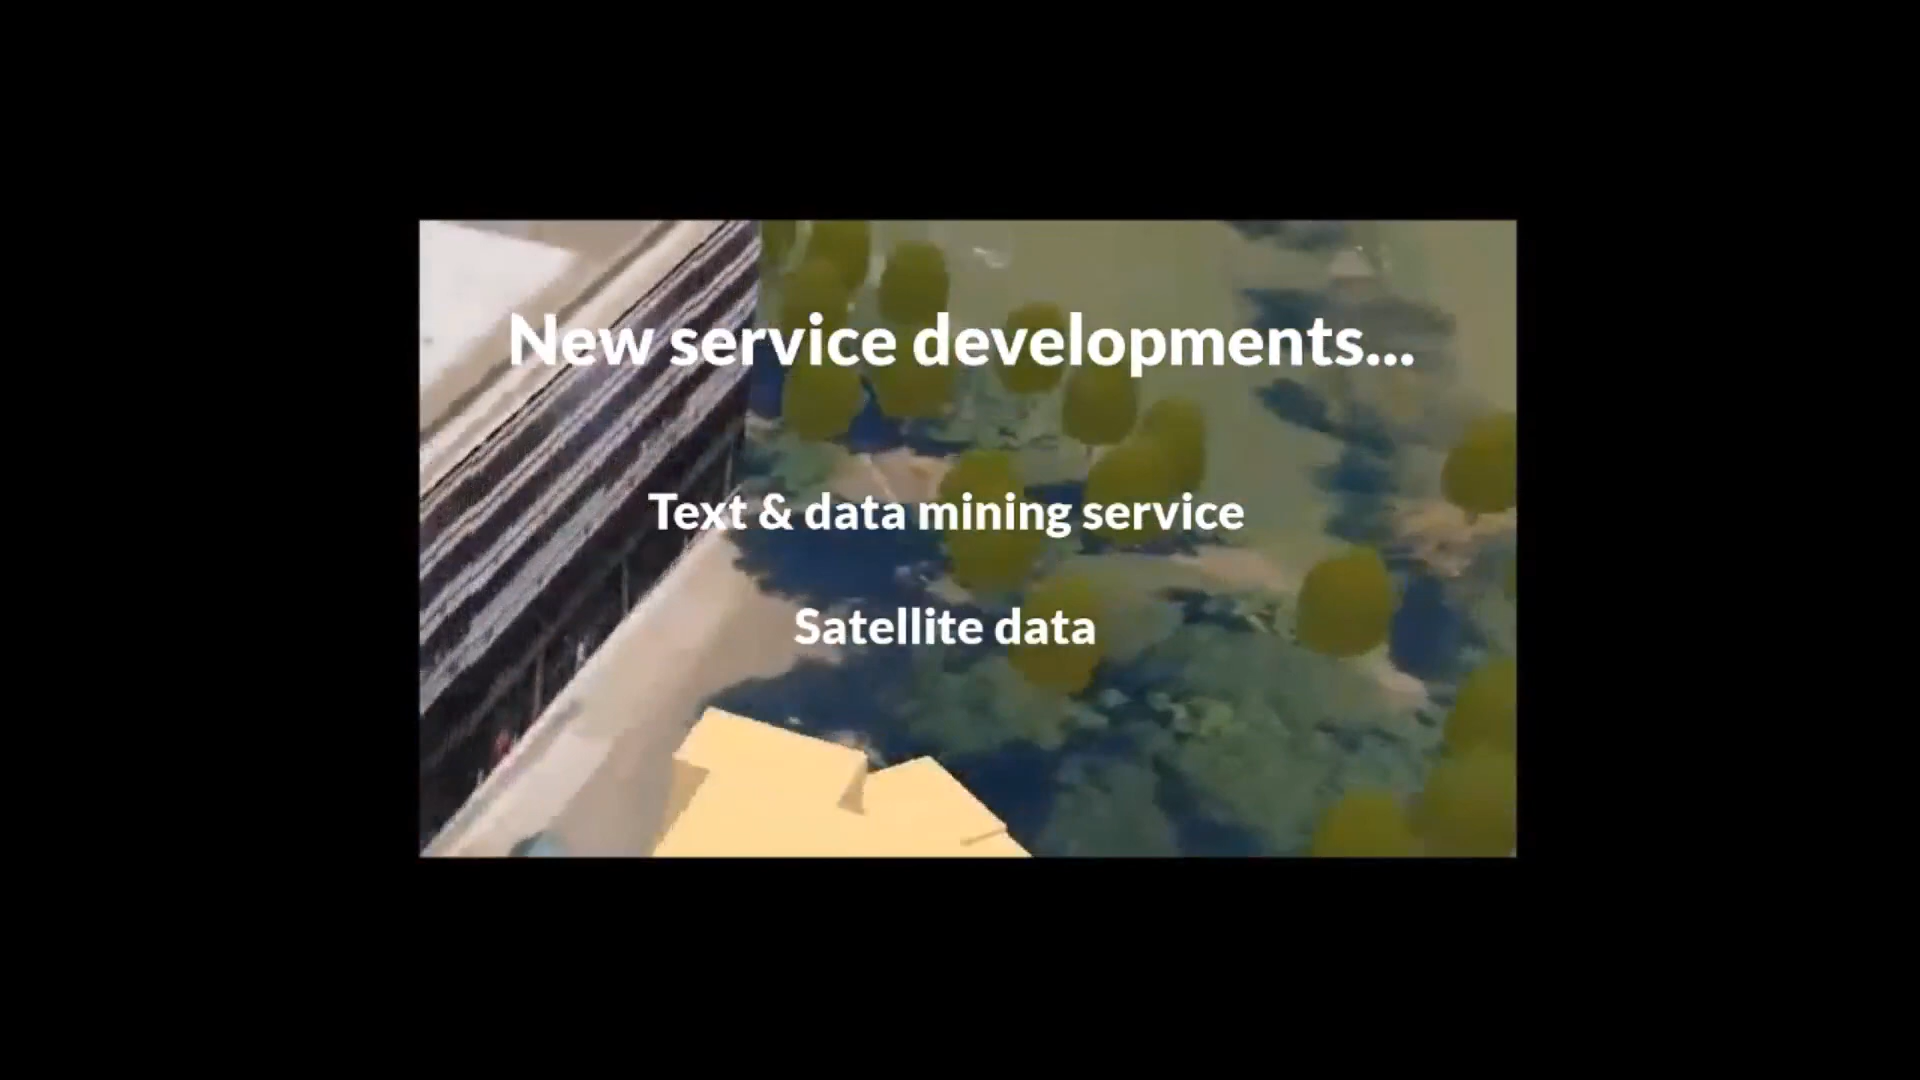 New service developments...
Text & data mining service
Satellite data